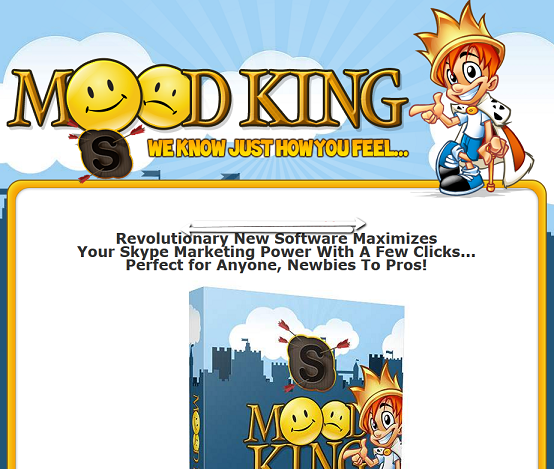 MOOD KING
S
WE KNOW JUST HOW YOU FEEL...
Revolutionary New Software Maximizes
Your Skype Marketing Power With A Few Clicks...
Perfect for Anyone, Newbies To Pros!
S
MOOD
KING
MOOD